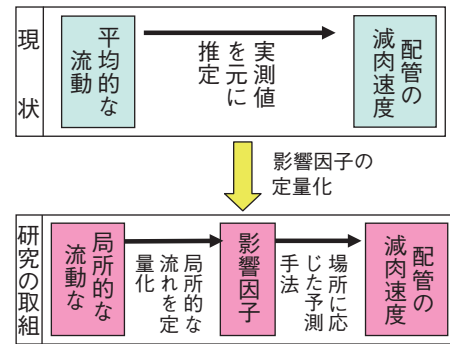 現状
平均的な
流動
実測値
を元に
推定
配管の
減肉速度
影響因子の
定量化
研究の取組
局所的な
流動な
局所的な
流れを定
量化
影響因子
場所に応
じた予測
手法
配管の
減肉速度